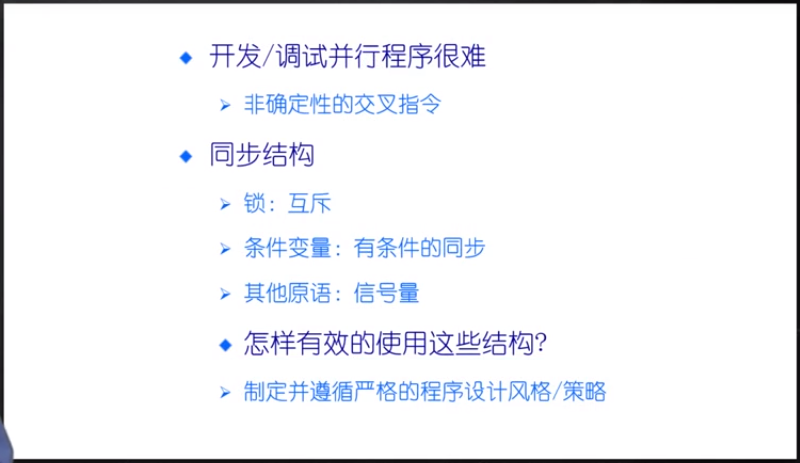 开发/调试并行程序很难
非确定性的交叉指令
同步结构
锁：互斥
条件变量：有条件的同步
其他原语：信号量
怎样有效的使用这些结构?
制定并遵循严格的程序设计风格/策略